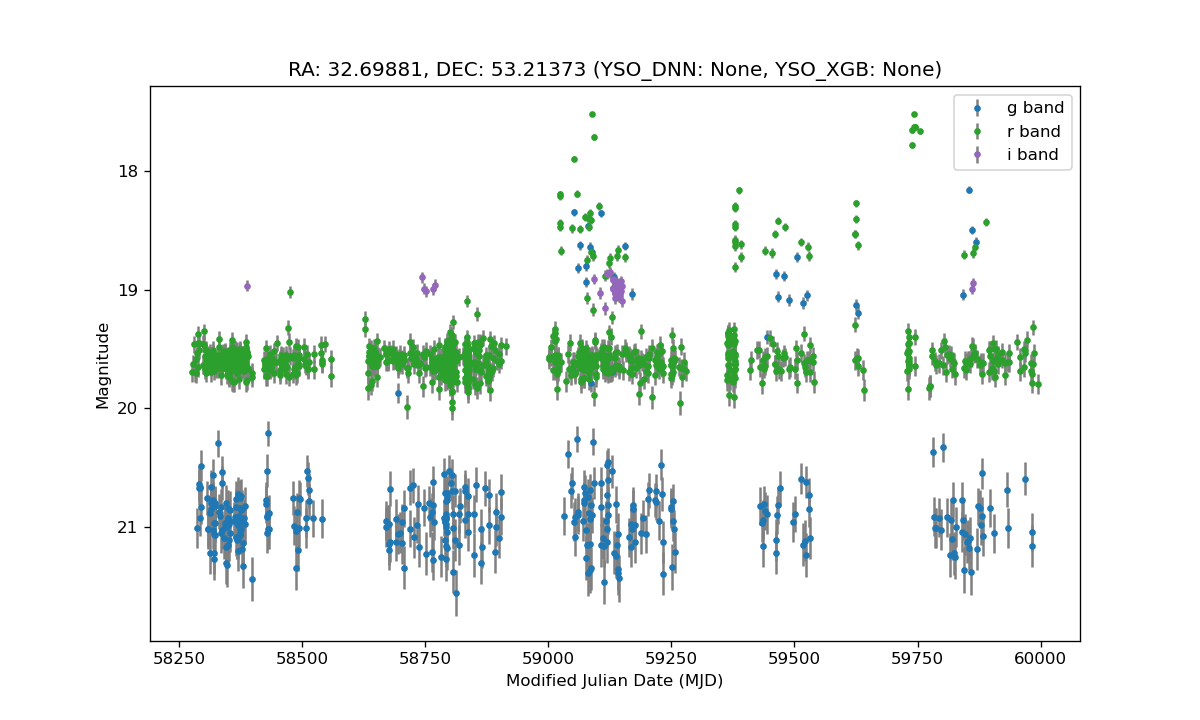 RA: 32.69881, DEC: 53.21373 (YSO_DNN: None, YSO_XGB: None)
g band
r band
i band
18
19
20
21
Magnitude
58250 58500 58750 59000 59250 59500 59750 60000
Modified Julian Date (MJD)